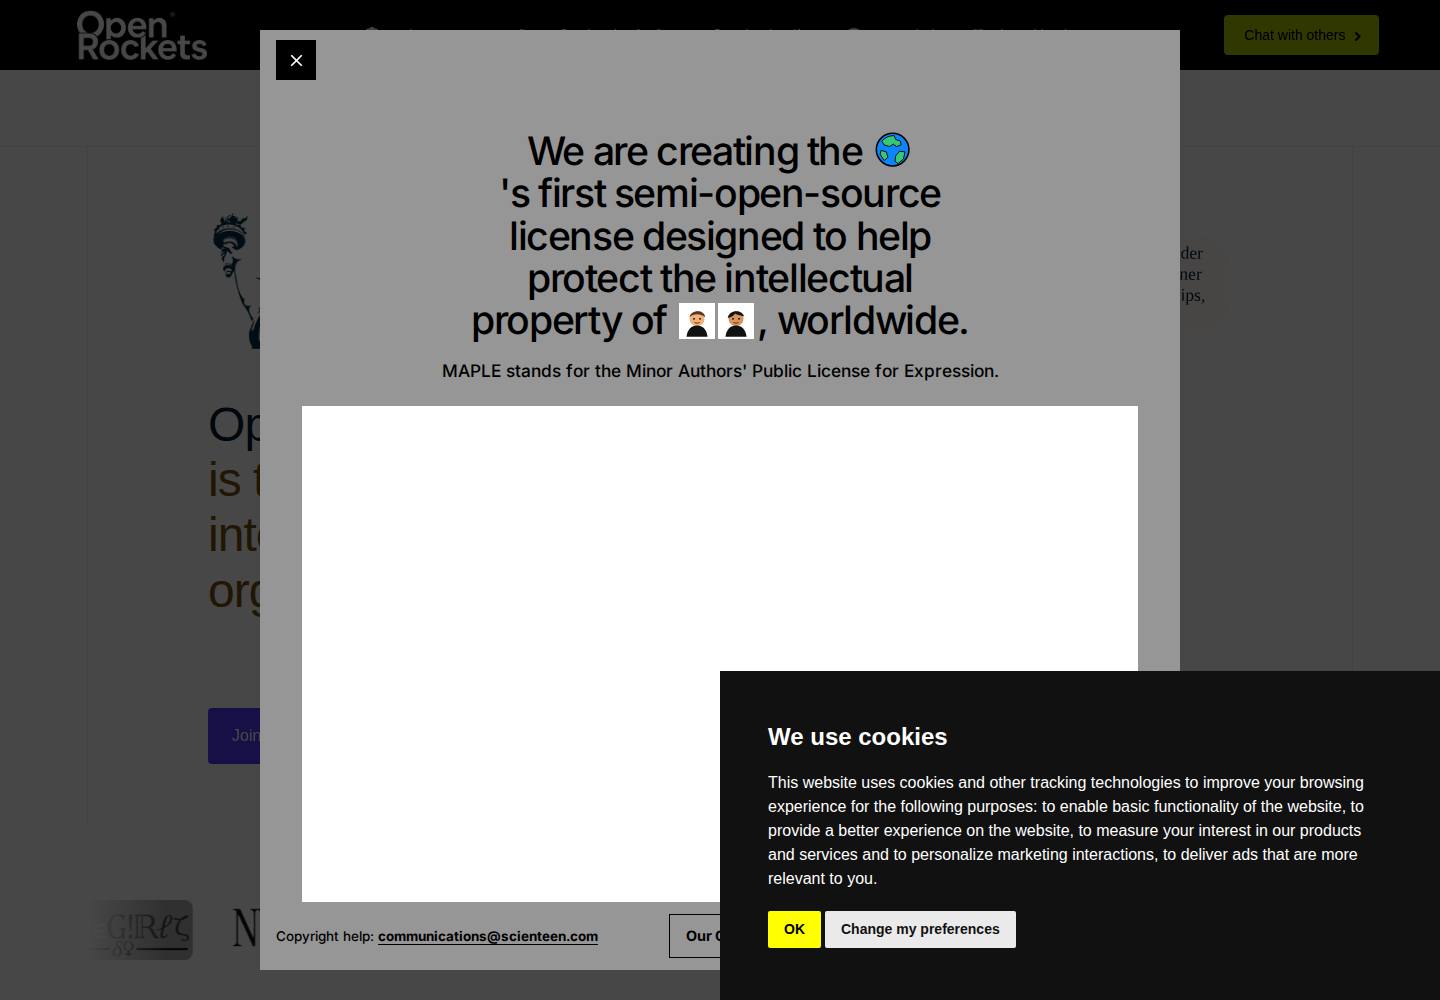 Open
Rockets
Chat with others
We are creating the
's first semi-open-source
license designed to help
protect the intellectual
property of , worldwide.
MAPLE stands for the Minor Authors' Public License for Expression.
is
Join
We use cookies
This website uses cookies and other tracking technologies to improve your browsing
experience for the following purposes: to enable basic functionality of the website, to
provide a better experience on the website, to measure your interest in our products
and services and to personalize marketing interactions, to deliver ads that are more
relevant to you.
OK
Change my preferences
Copyright help: communications@scienteen.com
Our